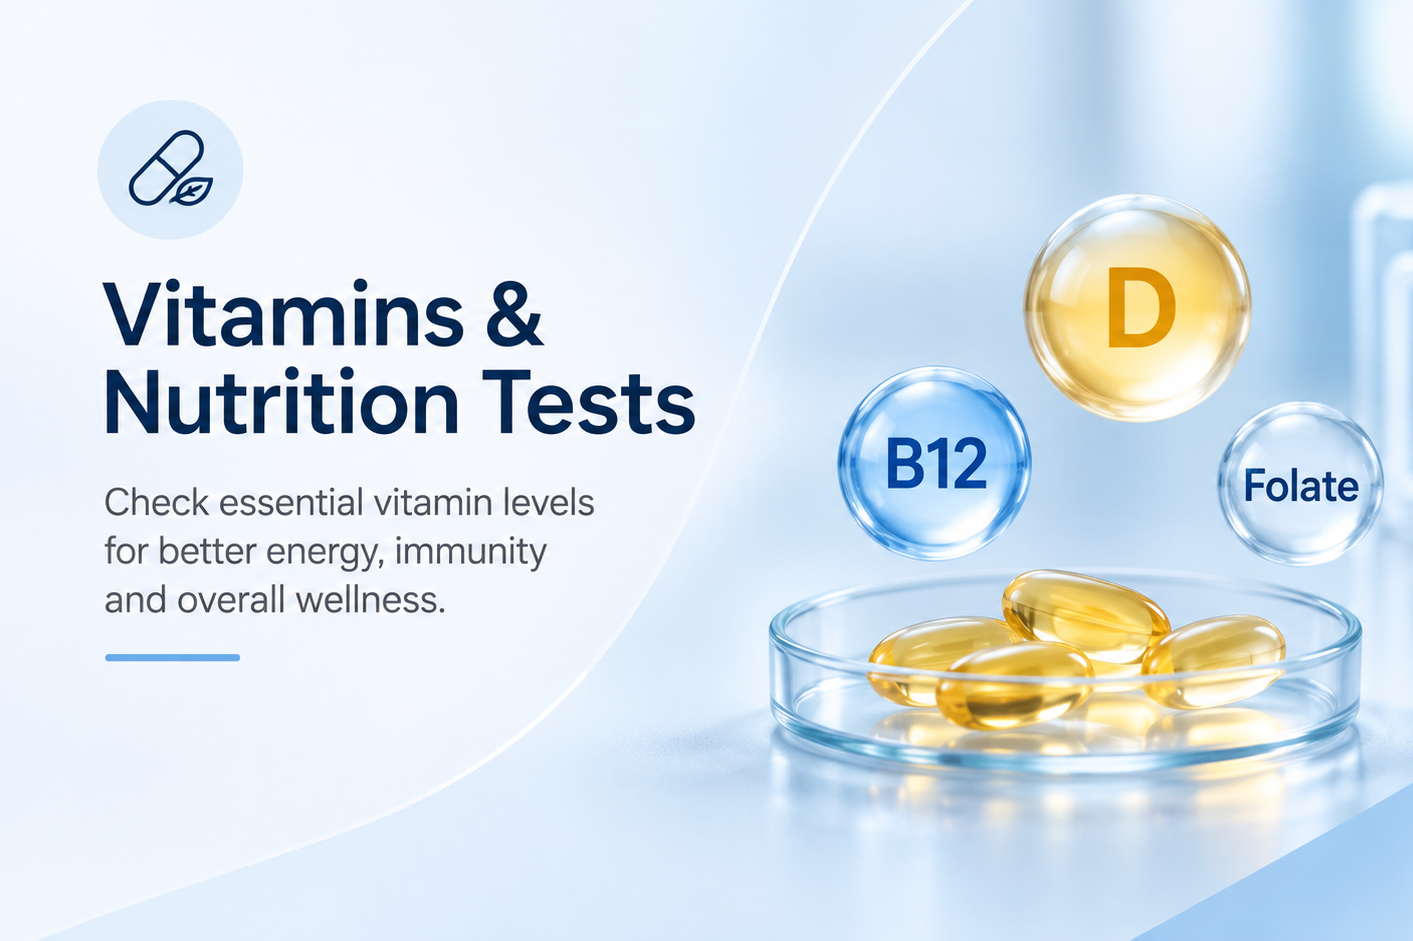 Vitamins &
Nutrition Tests
Check essential vitamin levels
for better energy, immunity
and overall wellness.
D
B12
Folate